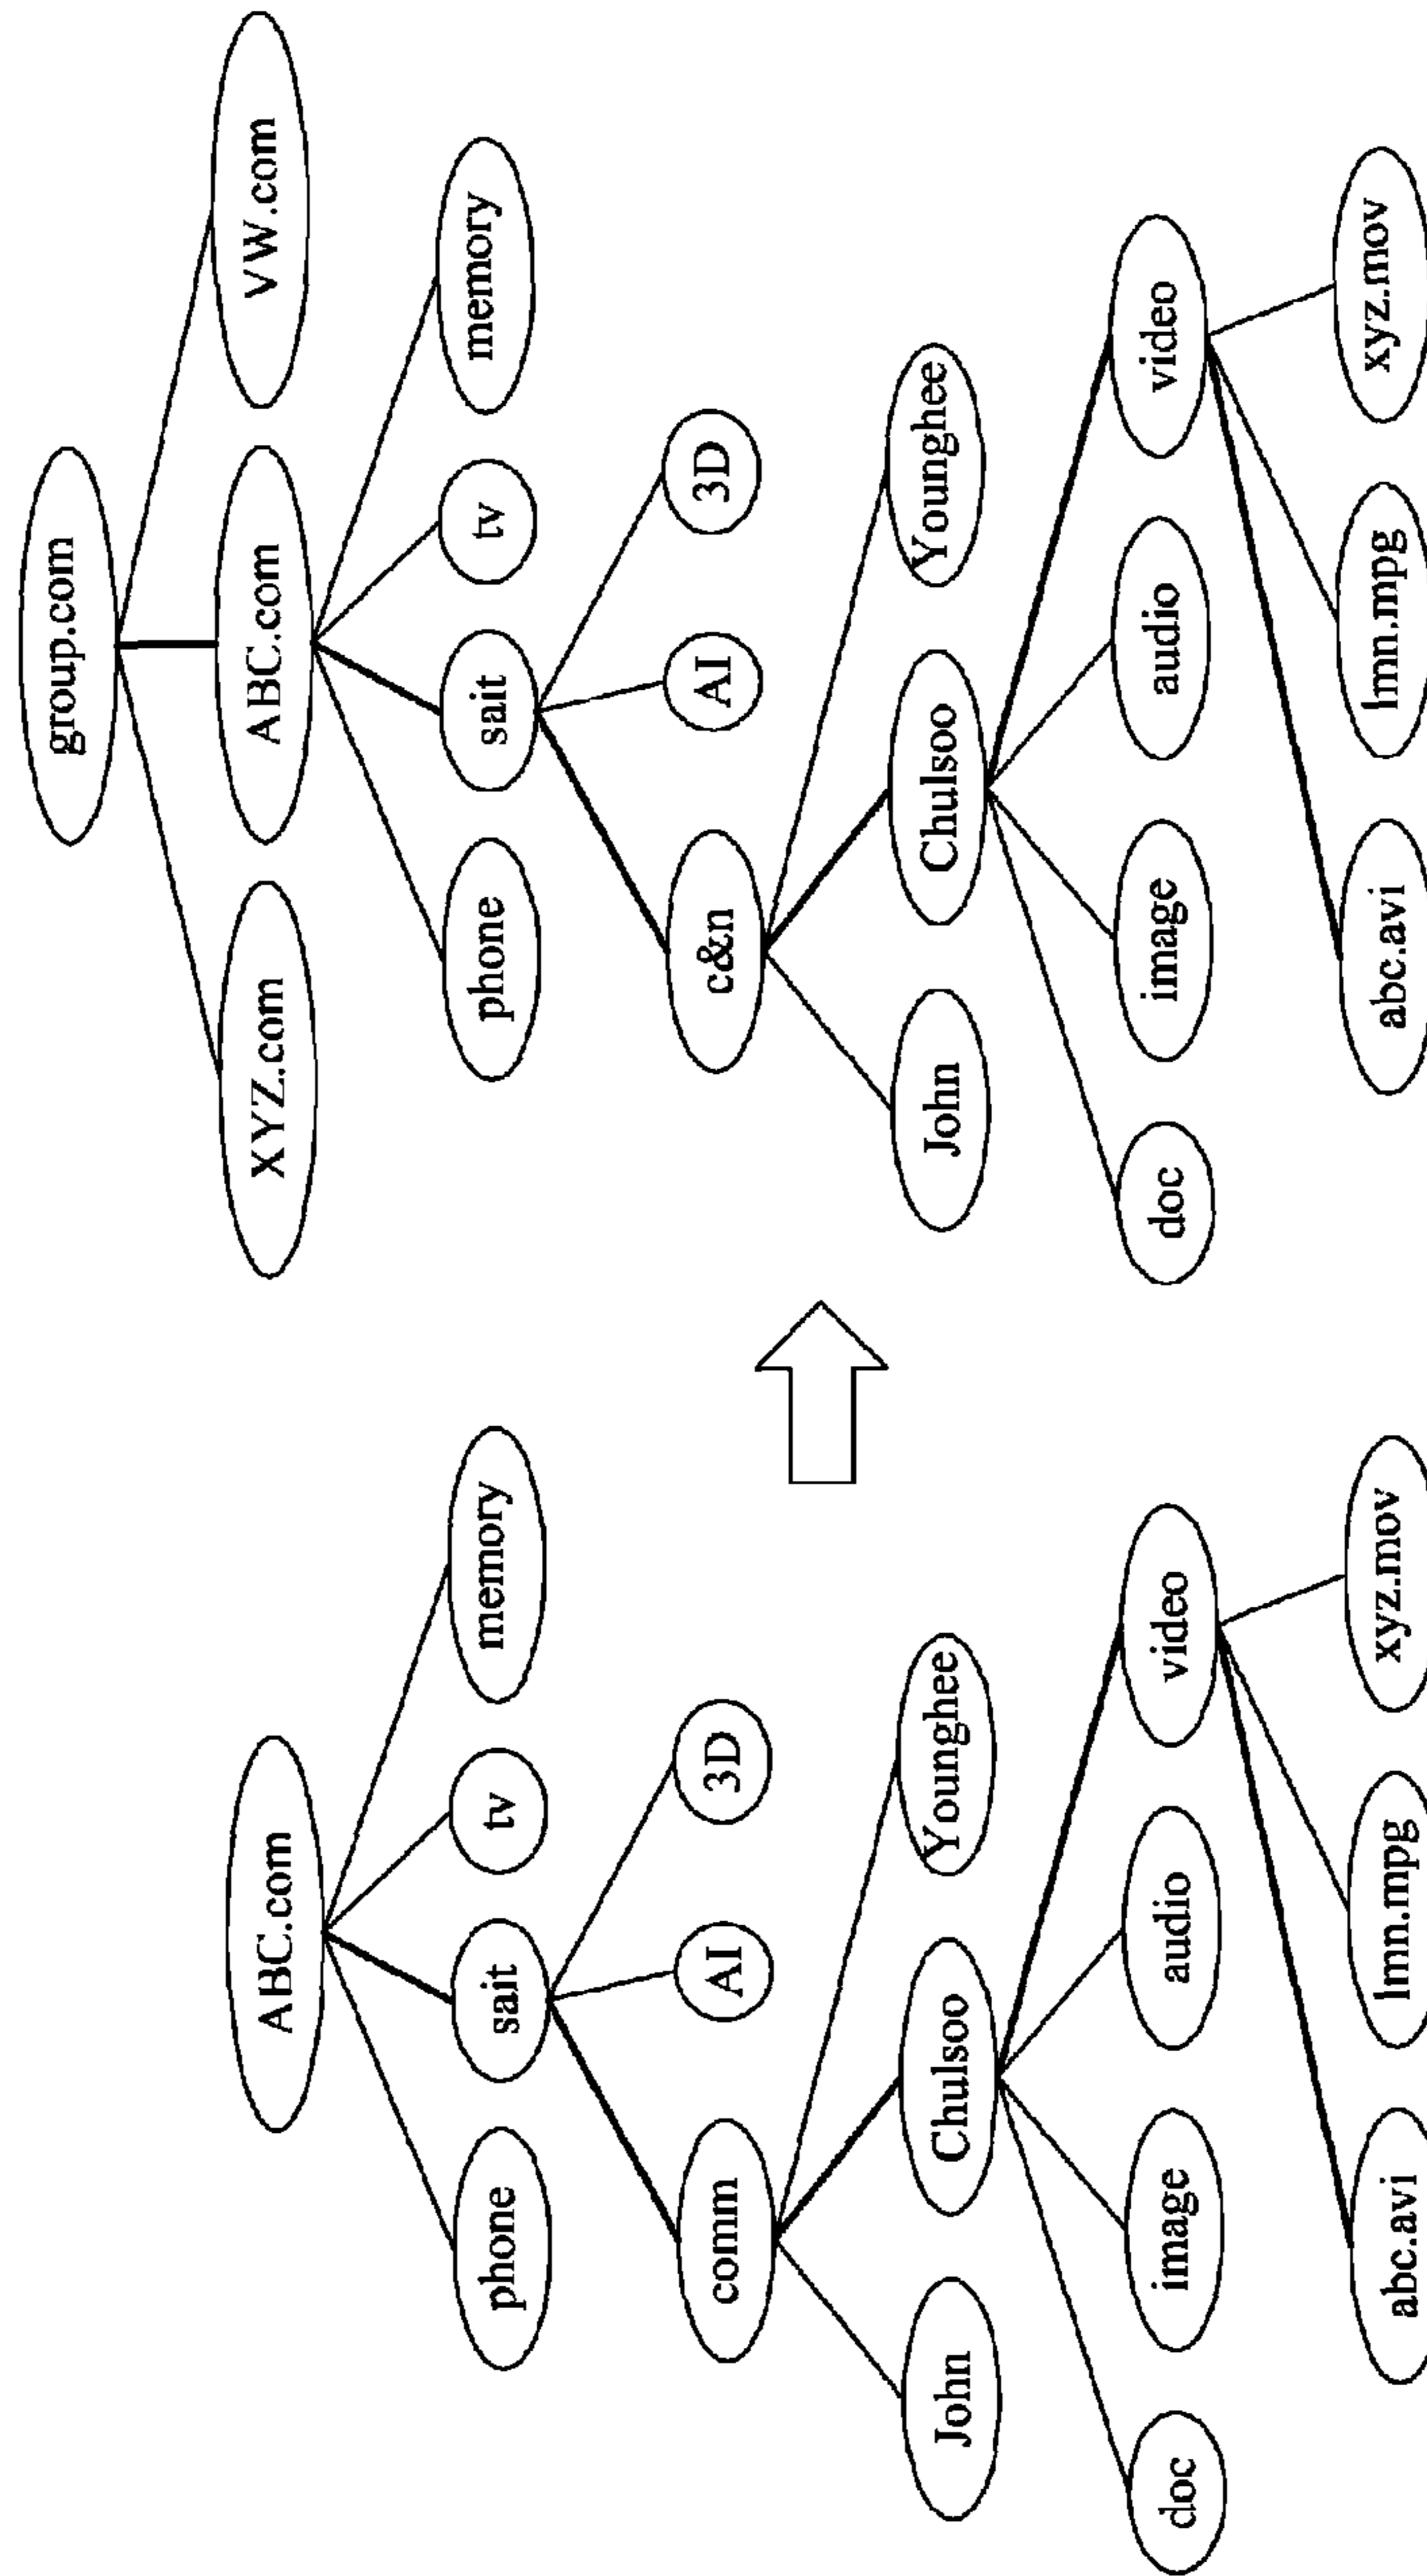 ABC.com
phone
sait
tv
memory
comm
AI
3D
John
Chulsoo
Younghee
doc
image
audio
video
abc.avi
lmn.mpg
xyz.mov
group.com
XYZ.com
ABC.com
VW.com
phone
sait
tv
memory
c&n
AI
3D
John
Chulsoo
Younghee
doc
image
audio
video
abc.avi
lmn.mpg
xyz.mov